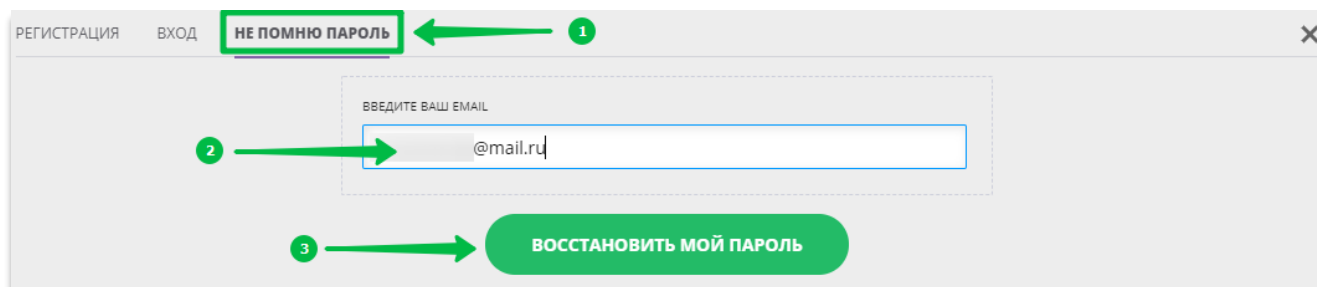 РЕГИСТРАЦИЯ ВХОД НЕ ПОМНЮ ПАРОЛЬ 1
ВВЕДИТЕ ВАШ EMAIL
2 @mail.ru
3 ВОССТАНОВИТЬ МОЙ ПАРОЛЬ